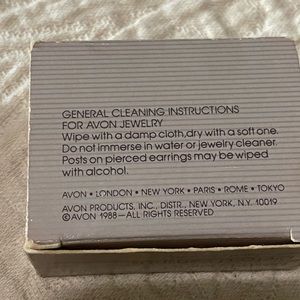 GENERAL CLEANING INSTRUCTIONS
FOR AVON JEWELRY
Wipe with a damp cloth,dry with a soft one.
Do not immerse in water or jewelry cleaner.
Posts on pierced earrings may be wiped
with alcohol.
AVON • LONDON • NEW YORK • PARIS • ROME • TOKYO
AVON PRODUCTS, INC., DISTR., NEW YORK, N.Y. 10019
©AVON 1988—ALL RIGHTS RESERVED